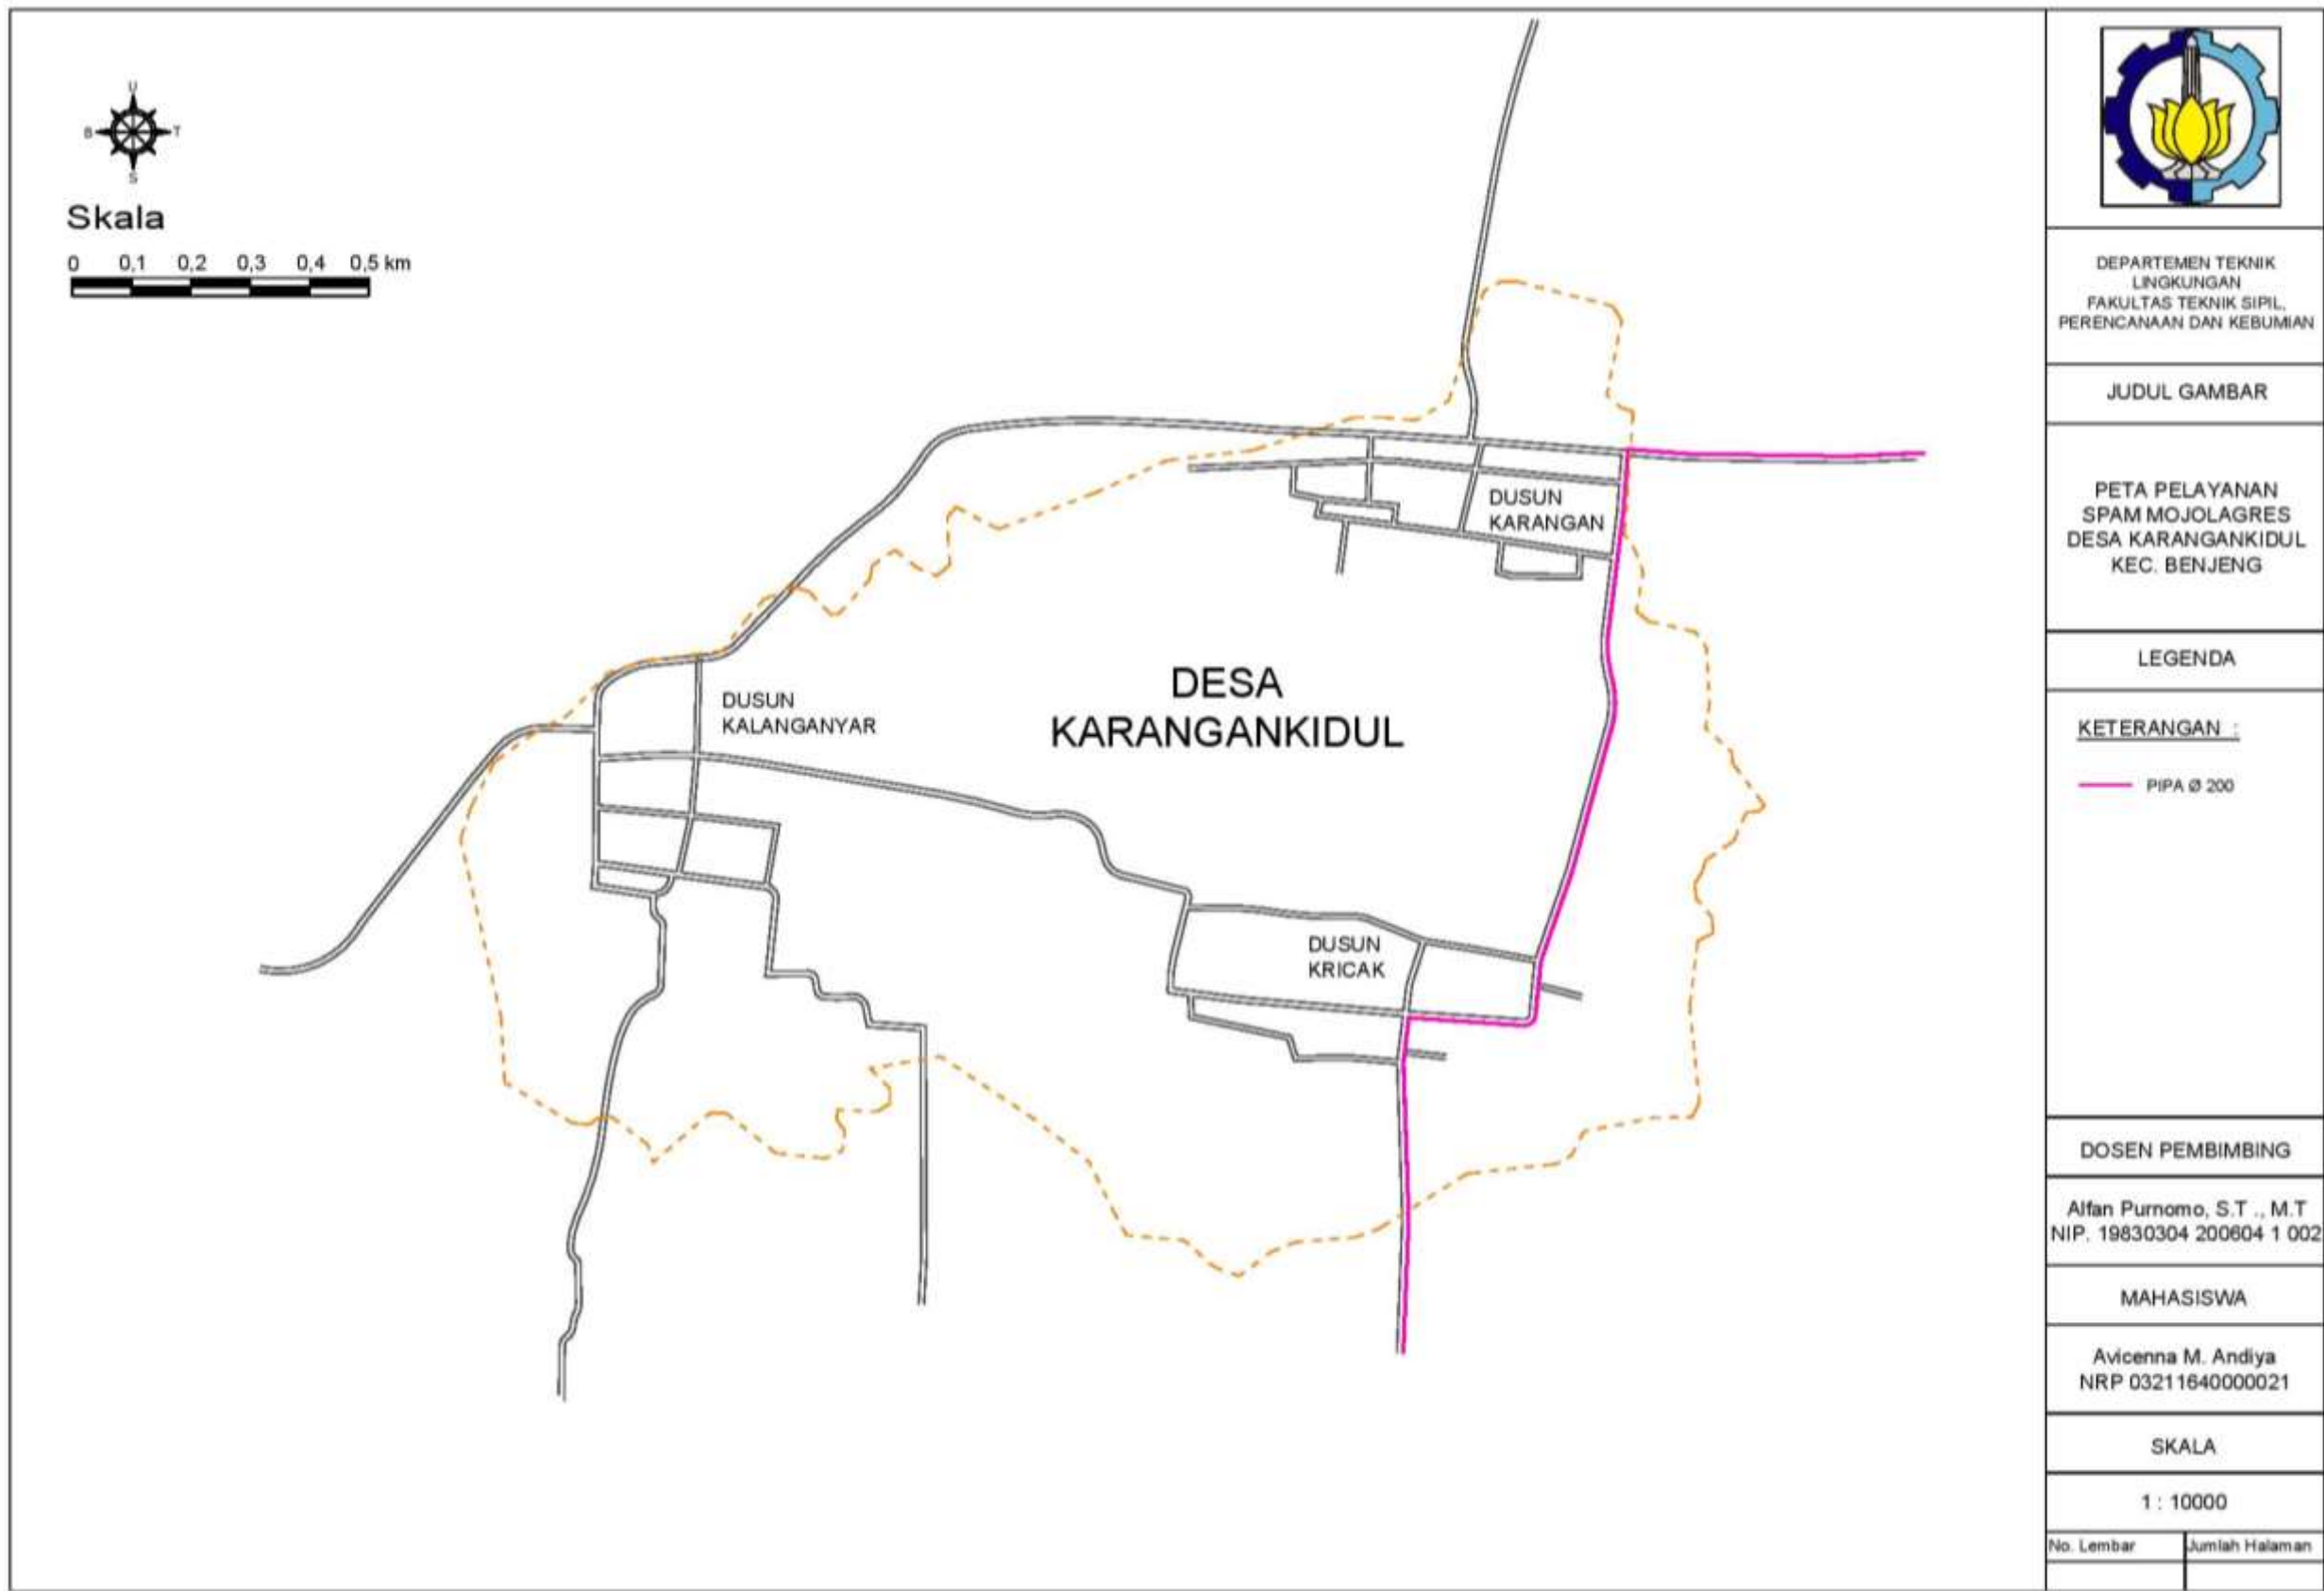 U
B
T
S
Skala
0 0,1 0,2 0,3 0,4 0,5 km
DUSUN
KARANGAN
DESA
KARANGANKIDUL
DUSUN
KALANGANYAR
DUSUN
KRICAK
DEPARTEMEN TEKNIK
LINGKUNGAN
FAKULTAS TEKNIK SIPIL,
PERENCANAAN DAN KEBUMIAN
JUDUL GAMBAR
PETA PELAYANAN
SPAM MOJOLAGRES
DESA KARANGANKIDUL
KEC. BENJENG
LEGENDA
KETERANGAN :
PIPA Ø 200
DOSEN PEMBIMBING
Alfan Purnomo, S.T ., M.T
NIP. 19830304 200604 1 002
MAHASISWA
Avicenna M. Andiya
NRP 03211640000021
SKALA
1 : 10000
No. Lembar
Jumlah Halaman